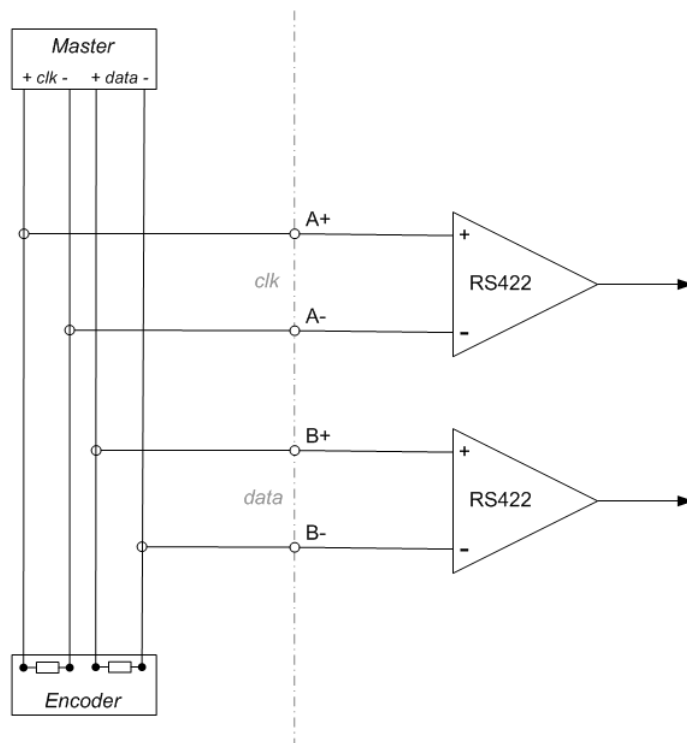 Master
+ clk - + data -
A+
+
clk
RS422
A-
-
B+
+
data
RS422
B-
-
Encoder